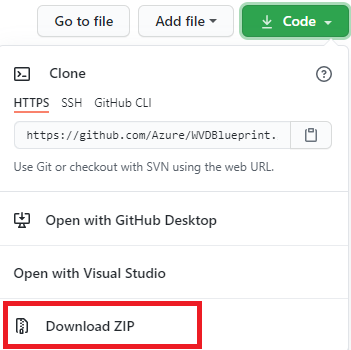 Go to file Add file Code
Clone
HTTPS SSH GitHub CLI
https://github.com/Azure/WVDBlueprint.
Use Git or checkout with SVN using the web URL.
Open with GitHub Desktop
Open with Visual Studio
Download ZIP